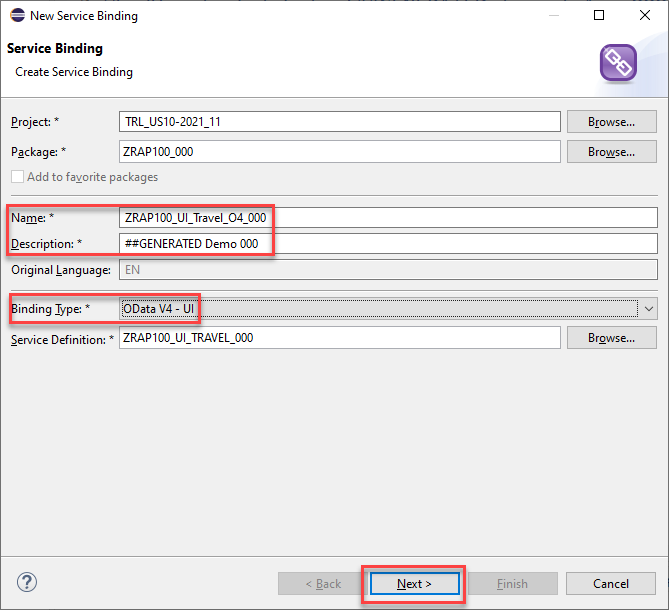 New Service Binding
Service Binding
Create Service Binding
Project: * TRL_US10-2021_11 Browse...
Package: * ZRAP100_000 Browse...
Add to favorite packages
Name: * ZRAP100_UI_Travel_O4_000
Description: * ##GENERATED Demo 000
Original Language: EN
Binding Type: * OData V4 - UI
Service Definition: * ZRAP100_UI_TRAVEL_000 Browse...
? < Back Next > Finish Cancel